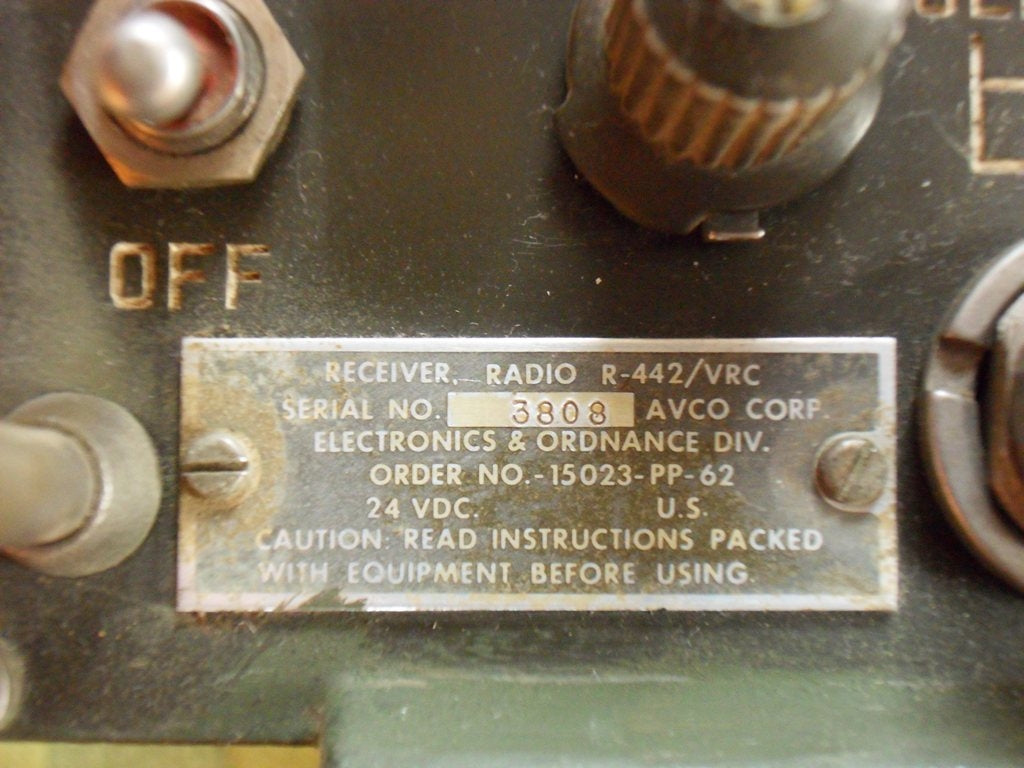 OFF
RECEIVER, RADIO R-442/VRC
SERIAL NO. 3808 AVCO CORP.
ELECTRONICS & ORDNANCE DIV.
ORDER NO.-15023-PP-62
24 VDC. U.S.
CAUTION: READ INSTRUCTIONS PACKED
WITH EQUIPMENT BEFORE USING.